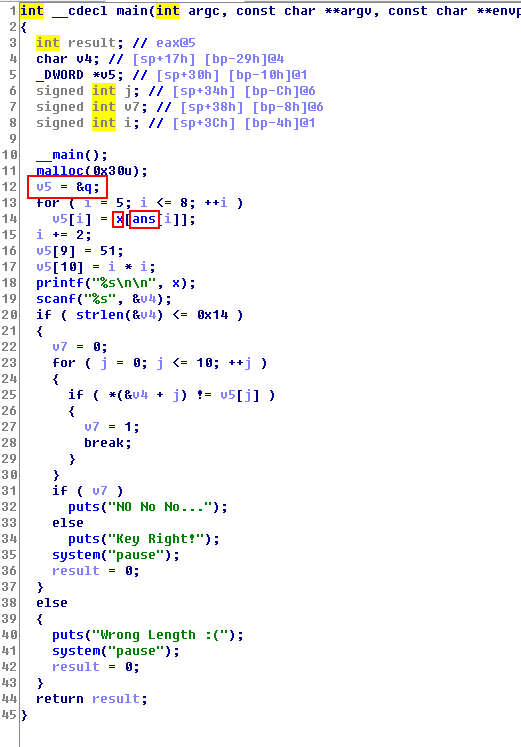 1 int __cdecl main(int argc, const char **argv, const char **envp
2 {
3 int result; // eax@5
4 char v4; // [sp+17h] [bp-29h]@4
5 _DWORD *v5; // [sp+30h] [bp-10h]@1
6 signed int j; // [sp+34h] [bp-Ch]@6
7 signed int v7; // [sp+38h] [bp-8h]@6
8 signed int i; // [sp+3Ch] [bp-4h]@1
9
10 __main();
11 malloc(0x30u);
12 v5 = &q;
13 for ( i = 5; i <= 8; ++i )
14 v5[i] = x[ans[i]];
15 i += 2;
16 v5[9] = 51;
17 v5[10] = i * i;
18 printf("%s\n\n", x);
19 scanf("%s", &v4);
20 if ( strlen(&v4) <= 0x14 )
21 {
22 v7 = 0;
23 for ( j = 0; j <= 10; ++j )
24 {
25 if ( *(&v4 + j) != v5[j] )
26 {
27 v7 = 1;
28 break;
29 }
30 }
31 if ( v7 )
32 puts("NO No No...");
33 else
34 puts("Key Right!");
35 system("pause");
36 result = 0;
37 }
38 else
39 {
40 puts("Wrong Length :(");
41 system("pause");
42 result = 0;
43 }
44 return result;
45 }